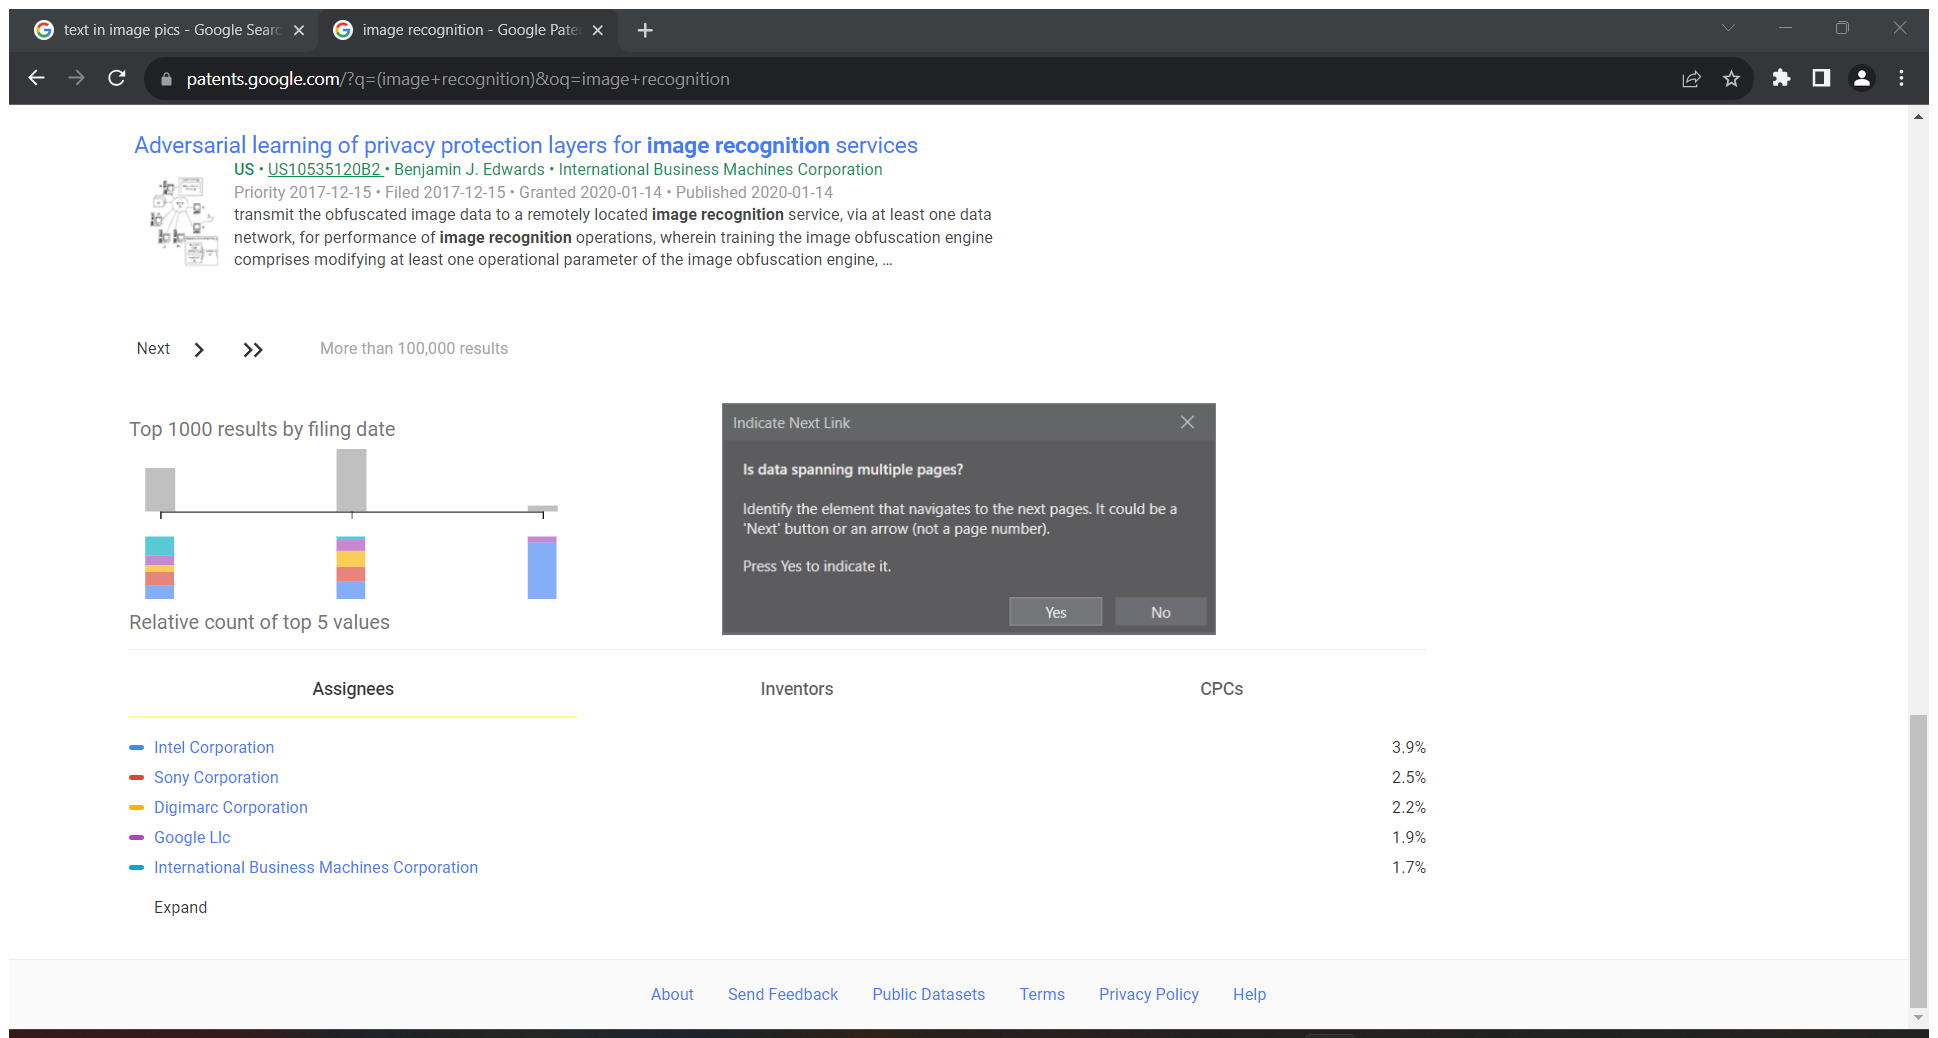 text in image pics - Google Searc
image recognition - Google Pate
patents.google.com/?q=(image+recognition)&oq=image+recognition
Adversarial learning of privacy protection layers for image recognition services
US • US10535120B2 • Benjamin J. Edwards • International Business Machines Corporation
Priority 2017-12-15 • Filed 2017-12-15 • Granted 2020-01-14 • Published 2020-01-14
transmit the obfuscated image data to a remotely located image recognition service, via at least one data
network, for performance of image recognition operations, wherein training the image obfuscation engine
comprises modifying at least one operational parameter of the image obfuscation engine, …
Next
More than 100,000 results
Top 1000 results by filing date
Relative count of top 5 values
Indicate Next Link
Is data spanning multiple pages?
Identify the element that navigates to the next pages. It could be a
'Next' button or an arrow (not a page number).
Press Yes to indicate it.
Yes No
Assignees Inventors CPCs
Intel Corporation 3.9%
Sony Corporation 2.5%
Digimarc Corporation 2.2%
Google Llc 1.9%
International Business Machines Corporation 1.7%
Expand
About Send Feedback Public Datasets Terms Privacy Policy Help